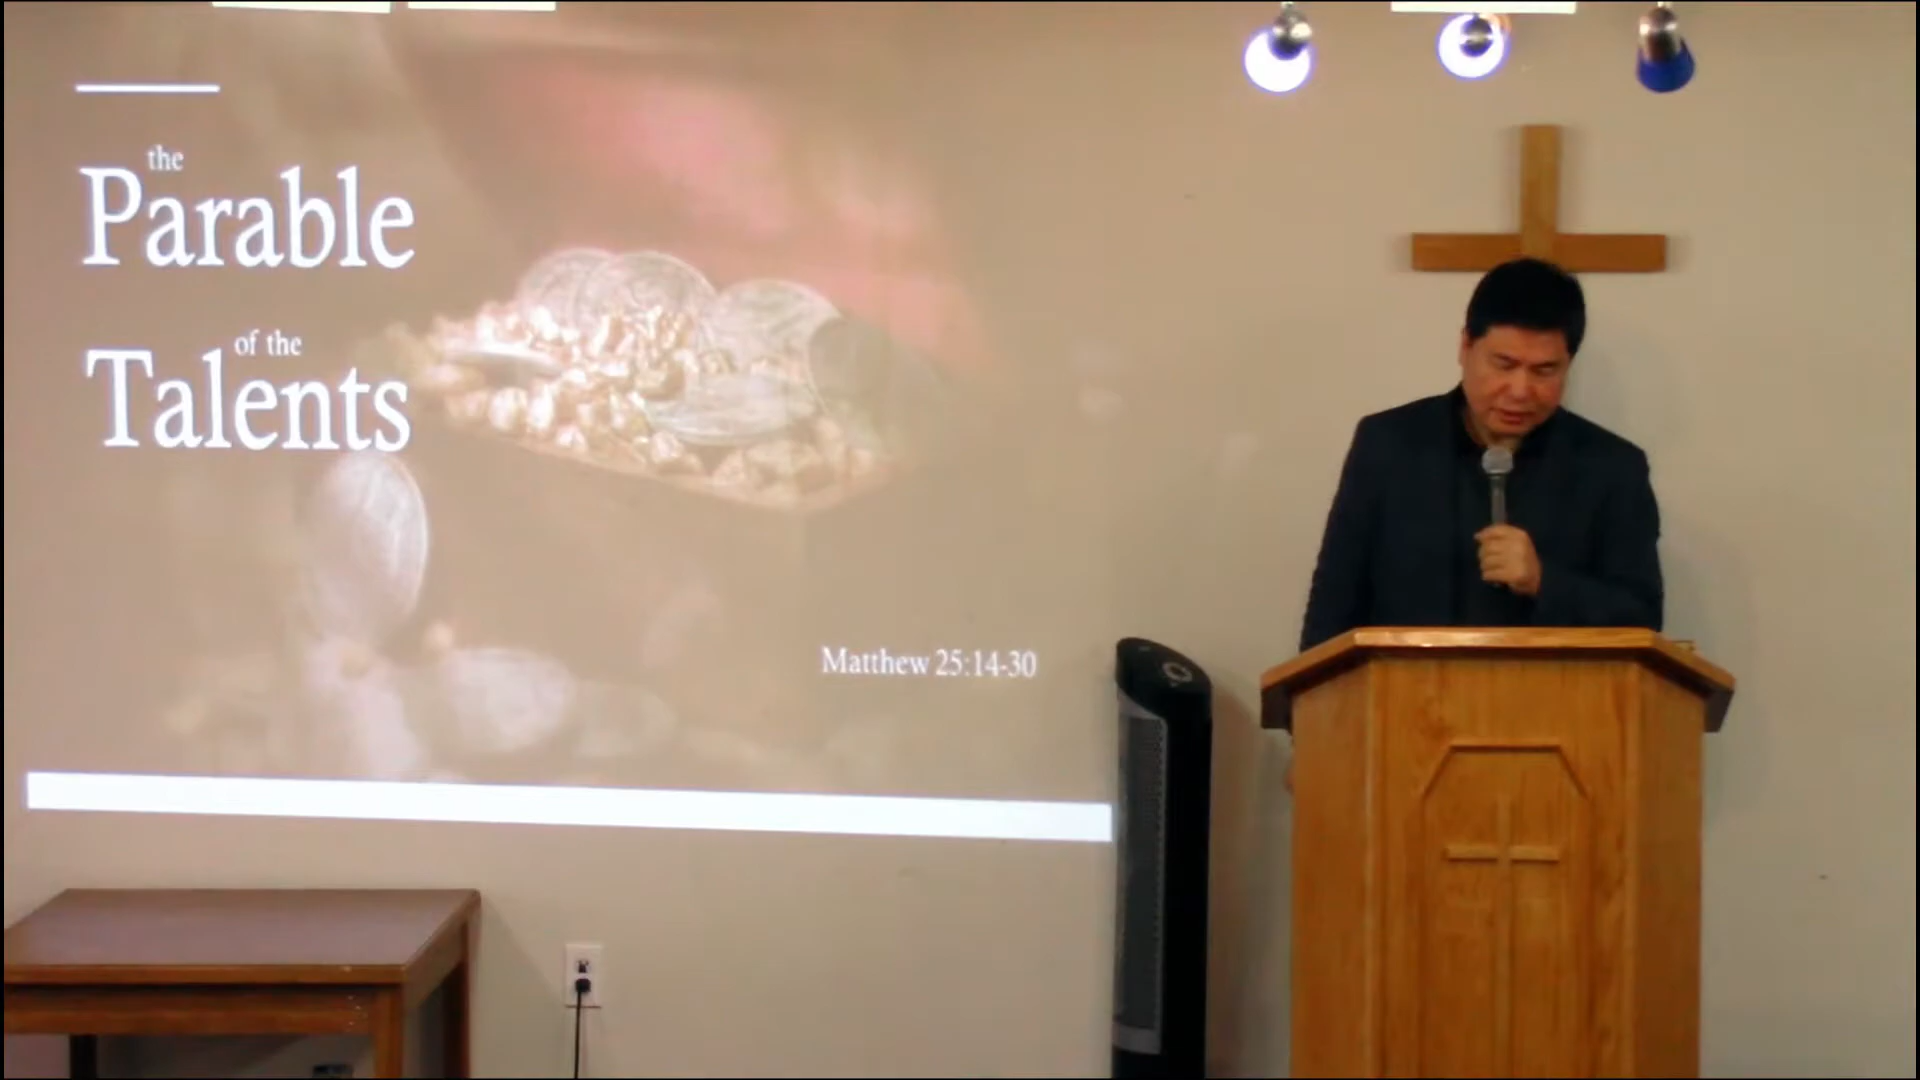 the
Parable
of the
Talents
Matthew 25:14-30